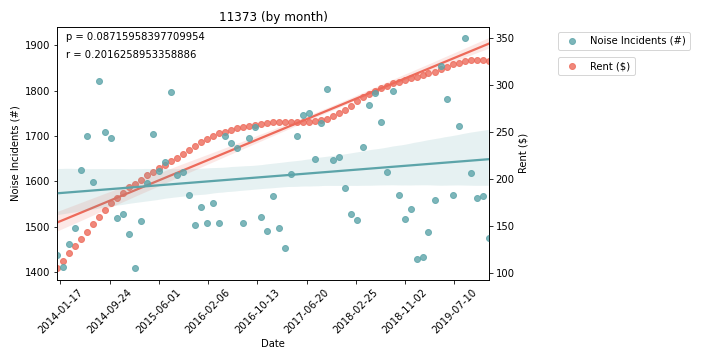 11373 (by month)
p = 0.08715958397709954
r = 0.2016258953358886
Noise Incidents (#)
Rent ($)
1900
1800
1700
1600
1500
1400
Noise Incidents (#)
350
300
250
200
150
100
Rent ($)
2014-01-17
2014-09-24
2015-06-01
2016-02-06
2016-10-13
2017-06-20
2018-02-25
2018-11-02
2019-07-10
Date